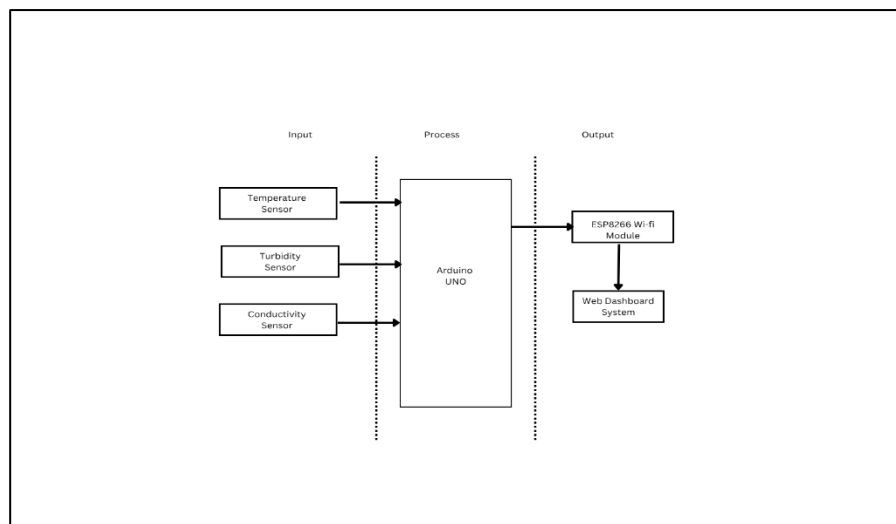 Input
Process
Output
Temperature
Sensor
Turbidity
Sensor
Conductivity
Sensor
Arduino
UNO
ESP8266 Wi-fi
Module
Web Dashboard
System